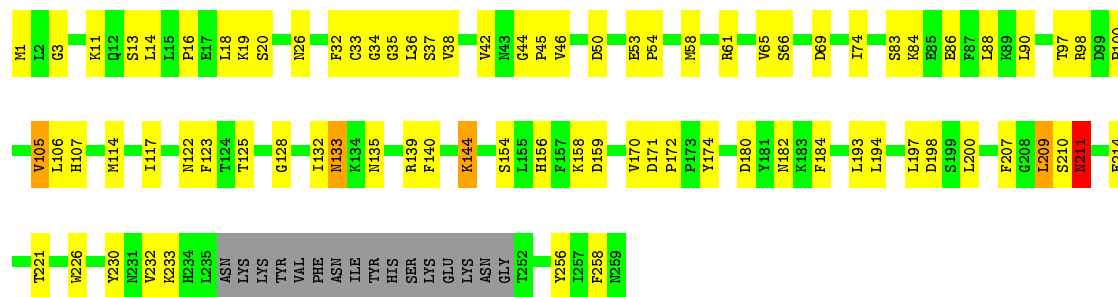 M1 L2 G3 K11 Q12 S13 L14 L15 P16 E17 L18 K19 S20 N26 F32 C33 G34 G35 L36 S37 V38 V42 N43 G44 P45 V46 D50 E53 P54 M58 R61 V65 S66 D69 I74 S83 K84 E85 E86 F87 L88 K89 L90 T97 R98 D99
V105 L106 H107 M114 I117 N122 F123 T124 T125 G128 I132 N133 K134 N135 R139 F140 K144 S154 L155 H156 F157 K158 D159 V170 D171 P172 P173 Y174 D180 Y181 N182 K183 F184 L193 L194 L197 D198 S199 L200 F207 G208 L209 S210 N211
T221 W226 Y230 N231 V232 K233 H234 L235 ASN LYS LYS TYR VAL PHE ASN ILE TYR HIS SER LYS GLU LYS ASN GLY T252 Y256 I257 F258 N259